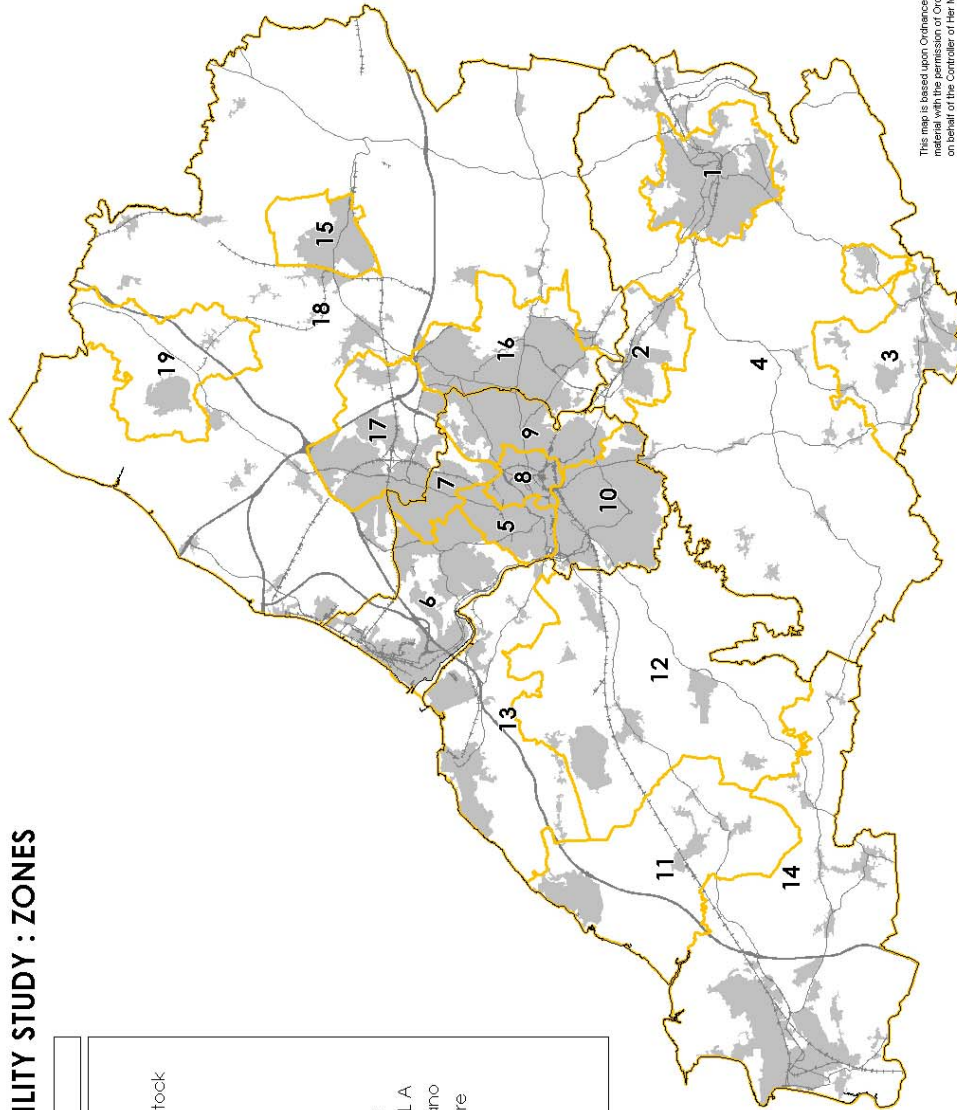 ILITY STUDY : ZONES
tock
L A
ano
re
19
18
15
17
16
7
9
8
6
5
10
2
1
13
12
4
3
11
14
This map is based upon Ordnance
material with the permission of Ord
on behalf of the Controller of Her M